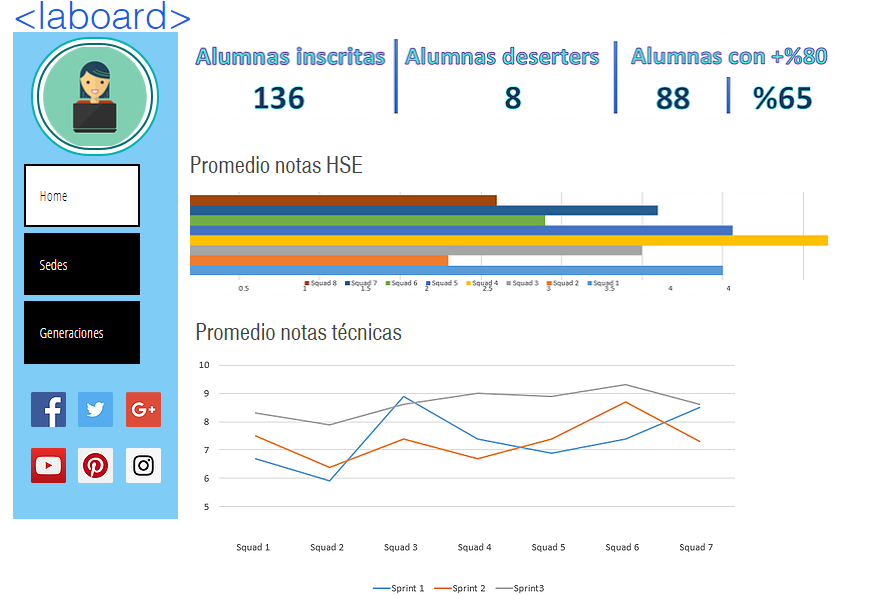 <laboard>
Alumnas inscritas
136
Alumnas deserters
8
Alumnas con +%80
88
%65
Home
Sedes
Generaciones
Promedio notas HSE
Squad 8 Squad 7 Squad 6 Squad 5 Squad 4 Squad 3 Squad 2 Squad 1
0.5 1 1.5 2 2.5 3 3.5 4 4
Promedio notas técnicas
10
9
8
7
6
5
Squad 1 Squad 2 Squad 3 Squad 4 Squad 5 Squad 6 Squad 7
Sprint 1 Sprint 2 Sprint3
G+